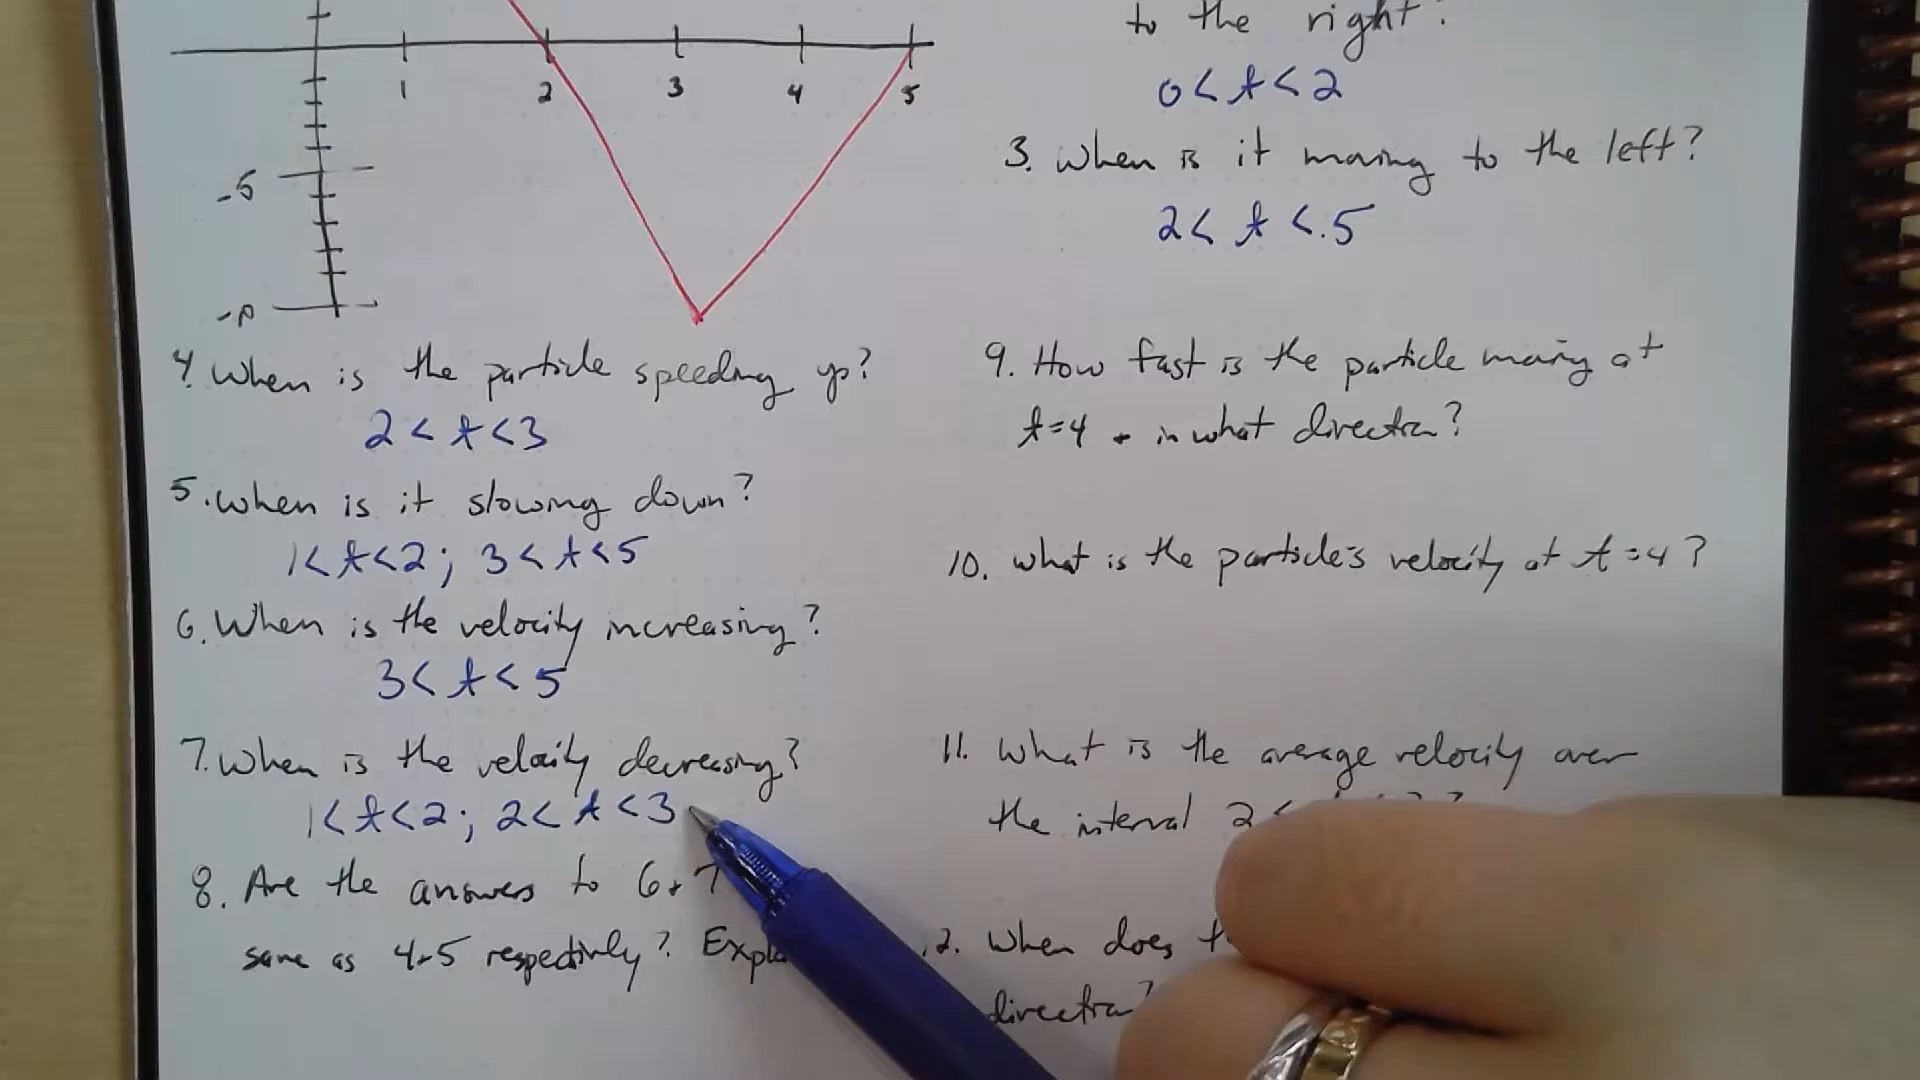 to the right?
1 2 3 4 5
0 < t < 2
3. When is it moving to the left?
-5
2 < t < 5
-10
4. When is the particle speeding up?
2 < t < 3
5. When is it slowing down?
1 < t < 2 ; 3 < t < 5
6. When is the velocity increasing?
3 < t < 5
7. When is the velocity decreasing?
1 < t < 2 ; 2 < t < 3
8. Are the answers to 6 + 7
same as 4 + 5 respectively?
9. How fast is the particle moving at
t = 4 + in what direction?
10. What is the particle's velocity at t = 4 ?
11. What is the average velocity over
the interval 2 <
2. When does
direction?